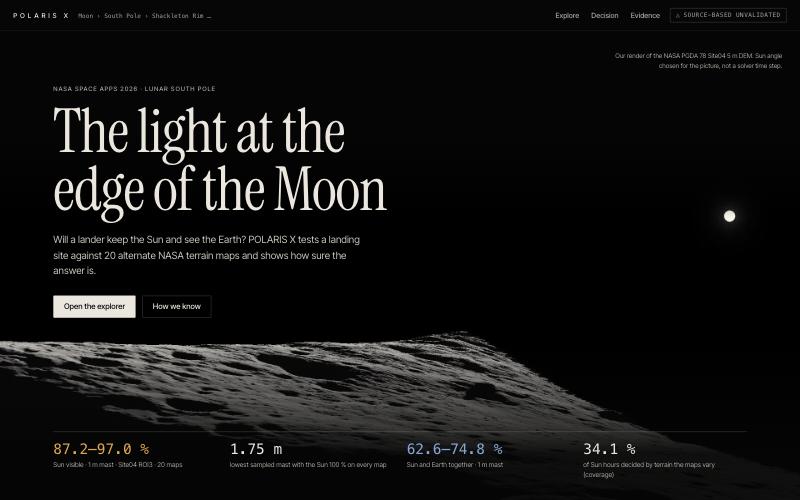 POLARIS X Moon › South Pole › Shackleton Rim … Explore Decision Evidence △ SOURCE-BASED UNVALIDATED
Our render of the NASA PGDA 78 Site04 5 m DEM. Sun angle
chosen for the picture, not a solver time step.
NASA SPACE APPS 2026 · LUNAR SOUTH POLE
The light at the
edge of the Moon
Will a lander keep the Sun and see the Earth? POLARIS X tests a landing
site against 20 alternate NASA terrain maps and shows how sure the
answer is.
Open the explorer How we know
87.2–97.0 % 1.75 m 62.6–74.8 % 34.1 %
Sun visible · 1 m mast · Site04 ROI3 · 20 maps lowest sampled mast with the Sun 100 % on every map Sun and Earth together · 1 m mast of Sun hours decided by terrain the maps vary
(coverage)